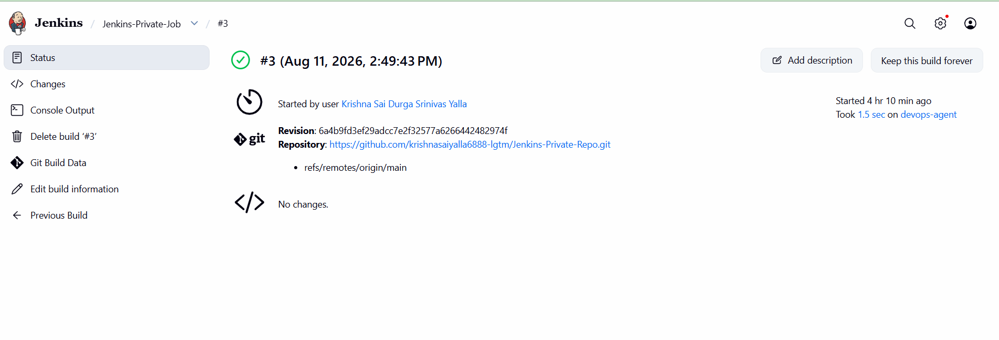 Jenkins / Jenkins-Private-Job / #3
Status
Changes
Console Output
Delete build ‘#3’
Git Build Data
Edit build information
Previous Build
#3 (Aug 11, 2026, 2:49:43 PM)
Add description
Keep this build forever
Started by user Krishna Sai Durga Srinivas Yalla
Started 4 hr 10 min ago
Took 1.5 sec on devops-agent
git
Revision: 6a4b9fd3ef29adcc7e2f32577a6266442482974f
Repository: https://github.com/krishnasaiyalla6888-lgtm/Jenkins-Private-Repo.git
• refs/remotes/origin/main
No changes.